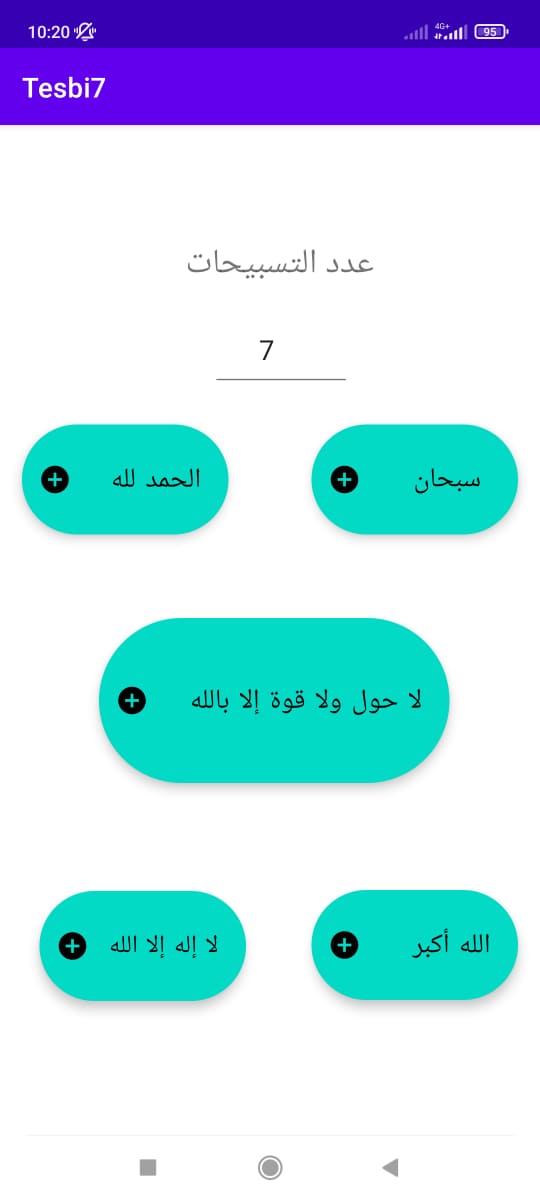 10:20
4G+
95
Tesbi7
عدد التسبيحات
7
سبحان
الحمد لله
لا حول ولا قوة إلا بالله
الله أكبر
لا إله إلا الله